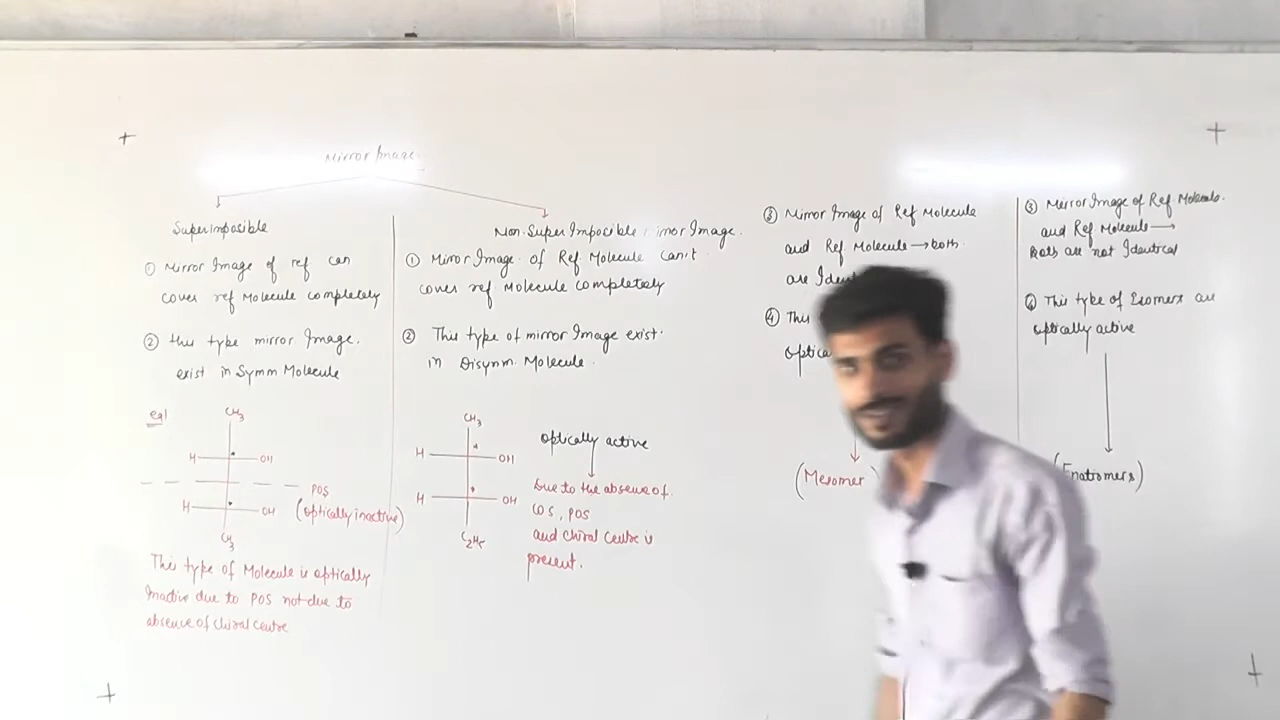 Mirror Image
Superimposible
① Mirror Image of ref can
cover ref Molecule completely
② this type mirror Image.
exist in Symm Molecule
eg!
CH3
H OH
POS
H OH (optically inactive)
CH3
This type of Molecule is optically
Inactive due to POS not due to
absence of chiral centre
Non-Super Imposible mirror Image.
① Mirror Image of Ref Molecule can't
cover ref Molecule completely
② This type of mirror Image exist.
in Disymm. Molecule.
CH3
H OH
H OH
C2H5
optically active
Due to the absence of.
COS, POS
and chiral centre is
present.
③ Mirror Image of Ref Molecule
and Ref Molecule → both.
are
④
(Mesomer
③ Mirror Image of Ref Molecule.
and Ref Molecule →
Both are not Identical
④ This type of Isomers are
optically active
(Enatiomers)